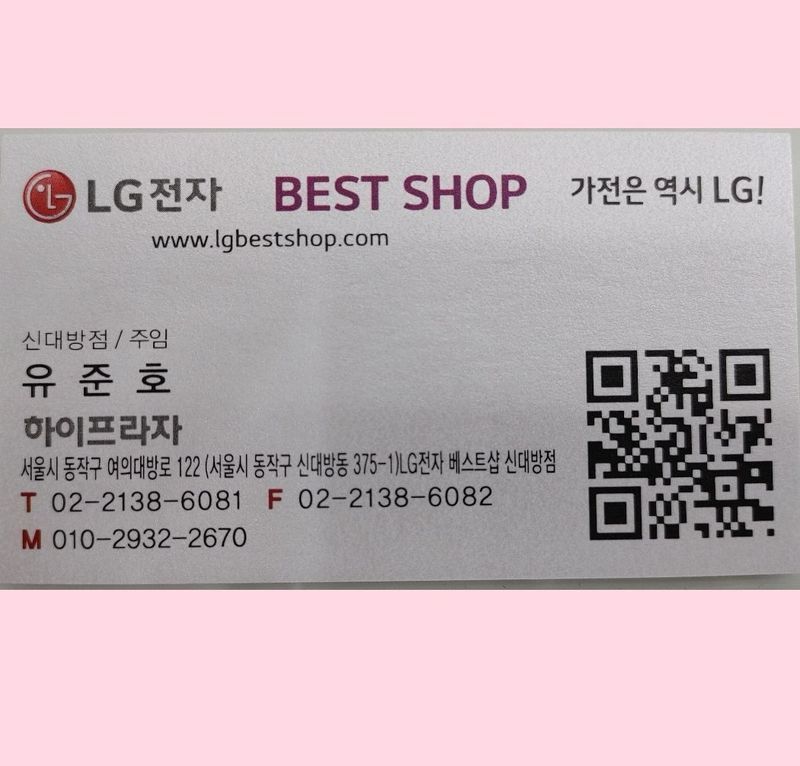 LG전자 BEST SHOP 가전은 역시 LG!
www.lgbestshop.com
신대방점 / 주임
유 준 호
하이프라자
서울시 동작구 여의대방로 122 (서울시 동작구 신대방동 375-1)LG전자 베스트샵 신대방점
T 02-2138-6081 F 02-2138-6082
M 010-2932-2670